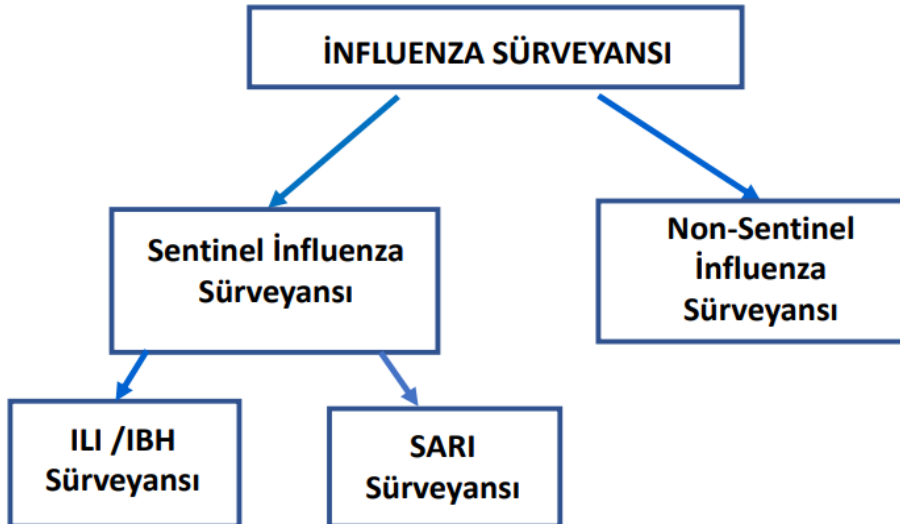 İNFLUENZA SÜRVEYANSI
Sentinel İnfluenza
Sürveyansı
Non-Sentinel
İnfluenza
Sürveyansı
ILI /IBH
Sürveyansı
SARI
Sürveyansı